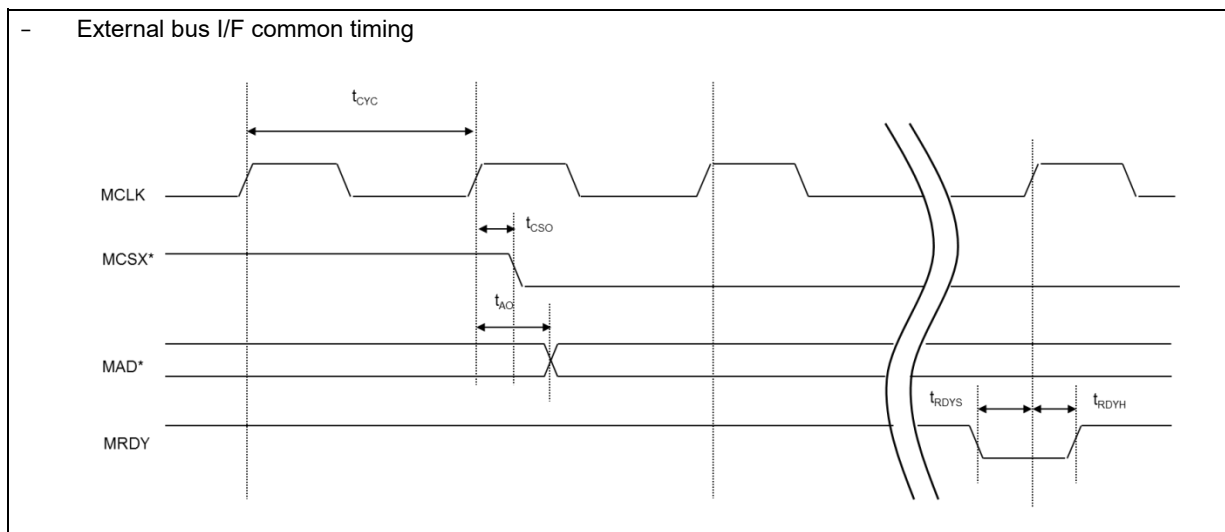 – External bus I/F common timing
tCYC
MCLK
tCSO
MCSX*
tAO
MAD*
tRDYS
tRDYH
MRDY